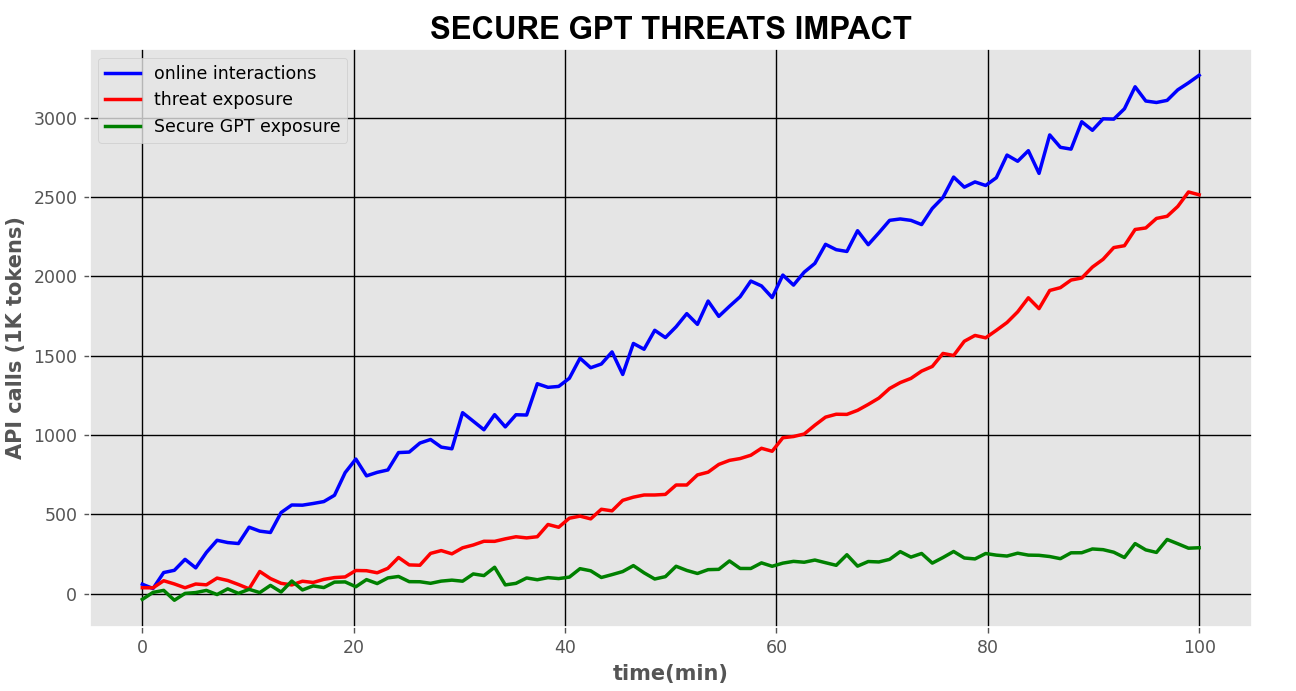 SECURE GPT THREATS IMPACT
online interactions
threat exposure
Secure GPT exposure
API calls (1K tokens)
3000
2500
2000
1500
1000
500
0
0 20 40 60 80 100
time(min)